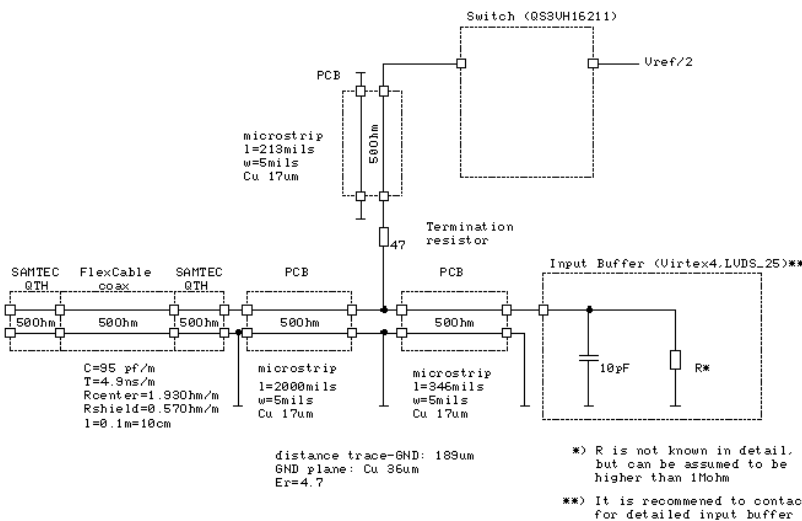 Switch (QS3VH16211)
Vref/2
PCB
microstrip
l=213mils
w=5mils
Cu 17um
50Ohm
47
Termination
resistor
SAMTEC
QTH
FlexCable
coax
SAMTEC
QTH
PCB
PCB
Input Buffer (Virtex4,LVDS_25)**
50Ohm
50Ohm
50Ohm
50Ohm
50Ohm
10pF
R*
C=95 pf/m
T=4.9ns/m
Rcenter=1.93Ohm/m
Rshield=0.57Ohm/m
l=0.1m=10cm
microstrip
l=2000mils
w=5mils
Cu 17um
microstrip
l=346mils
w=5mils
Cu 17um
distance trace-GND: 189um
GND plane: Cu 36um
Er=4.7
*) R is not known in detail,
but can be assumed to be
higher than 1Mohm
**) It is recommened to contac
for detailed input buffer